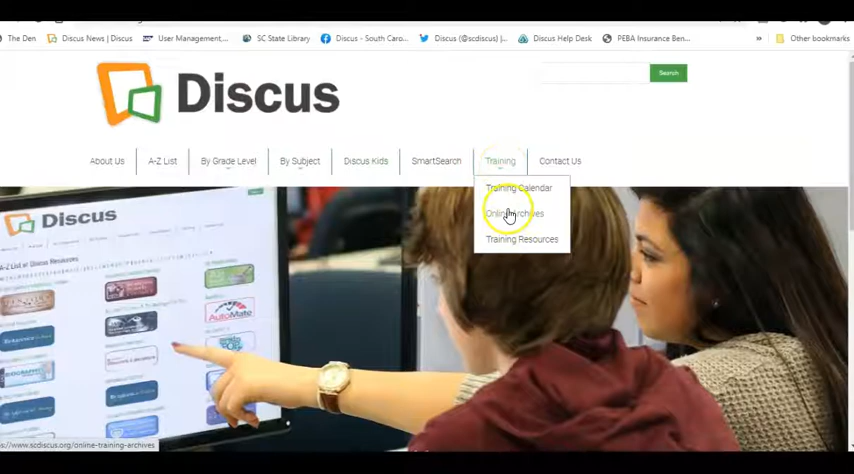 The Den
Discus News | Discus
User Management,...
SC State Library
Discus - South Caro...
Discus (@scdiscus) |...
Discus Help Desk
PEBA Insurance Ben...
»
Other bookmarks
Discus
Search
About Us
A-Z List
By Grade Level
By Subject
Discus Kids
SmartSearch
Training
Contact Us
Training Calendar
Online Archives
Training Resources
Discus
A-Z List of Discus Resources
AutoMate
ps://www.scdiscus.org/online-training-archives